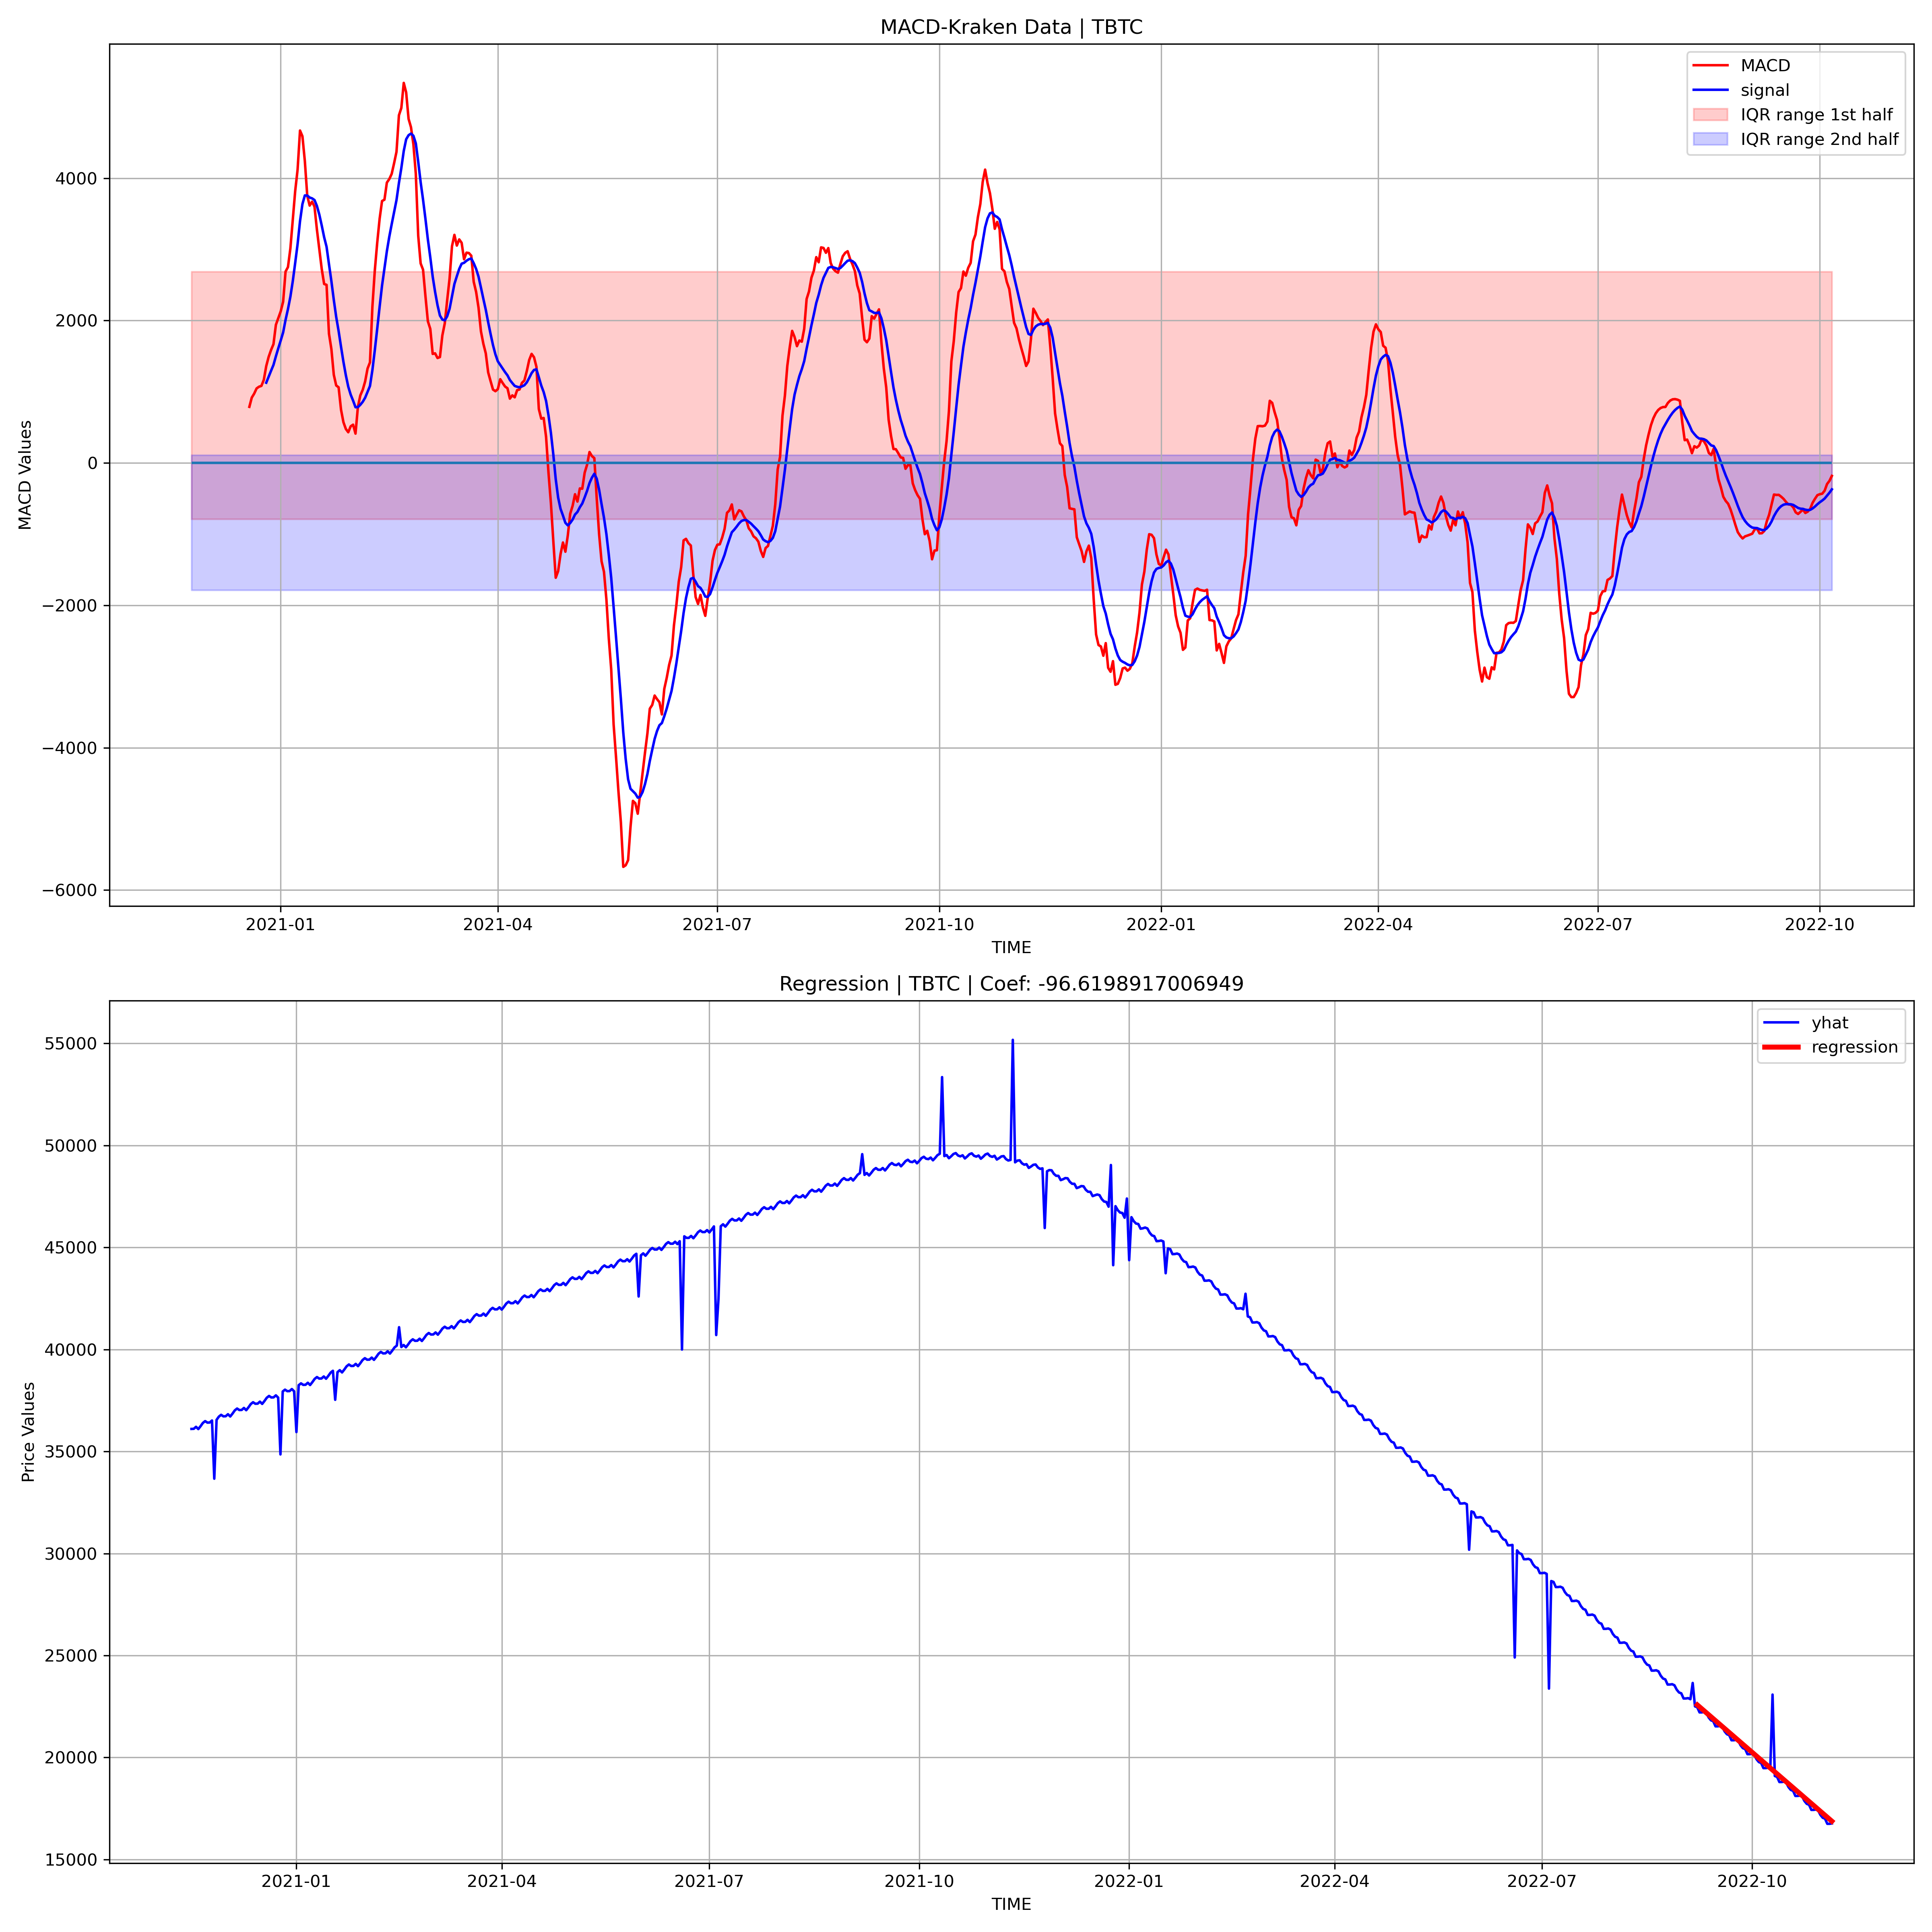 MACD-Kraken Data | TBTC
MACD
signal
IQR range 1st half
IQR range 2nd half
MACD Values
4000
2000
0
−2000
−4000
−6000
2021-01 2021-04 2021-07 2021-10 2022-01 2022-04 2022-07 2022-10
TIME
Regression | TBTC | Coef: -96.6198917006949
yhat
regression
Price Values
55000
50000
45000
40000
35000
30000
25000
20000
15000
2021-01 2021-04 2021-07 2021-10 2022-01 2022-04 2022-07 2022-10
TIME